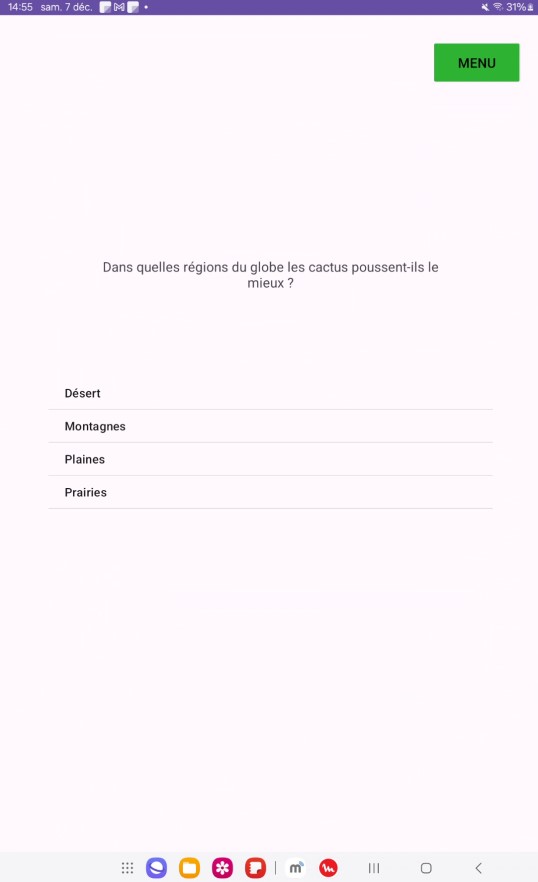 14:55 sam. 7 déc. 31%
MENU
Dans quelles régions du globe les cactus poussent-ils le
mieux ?
Désert
Montagnes
Plaines
Prairies